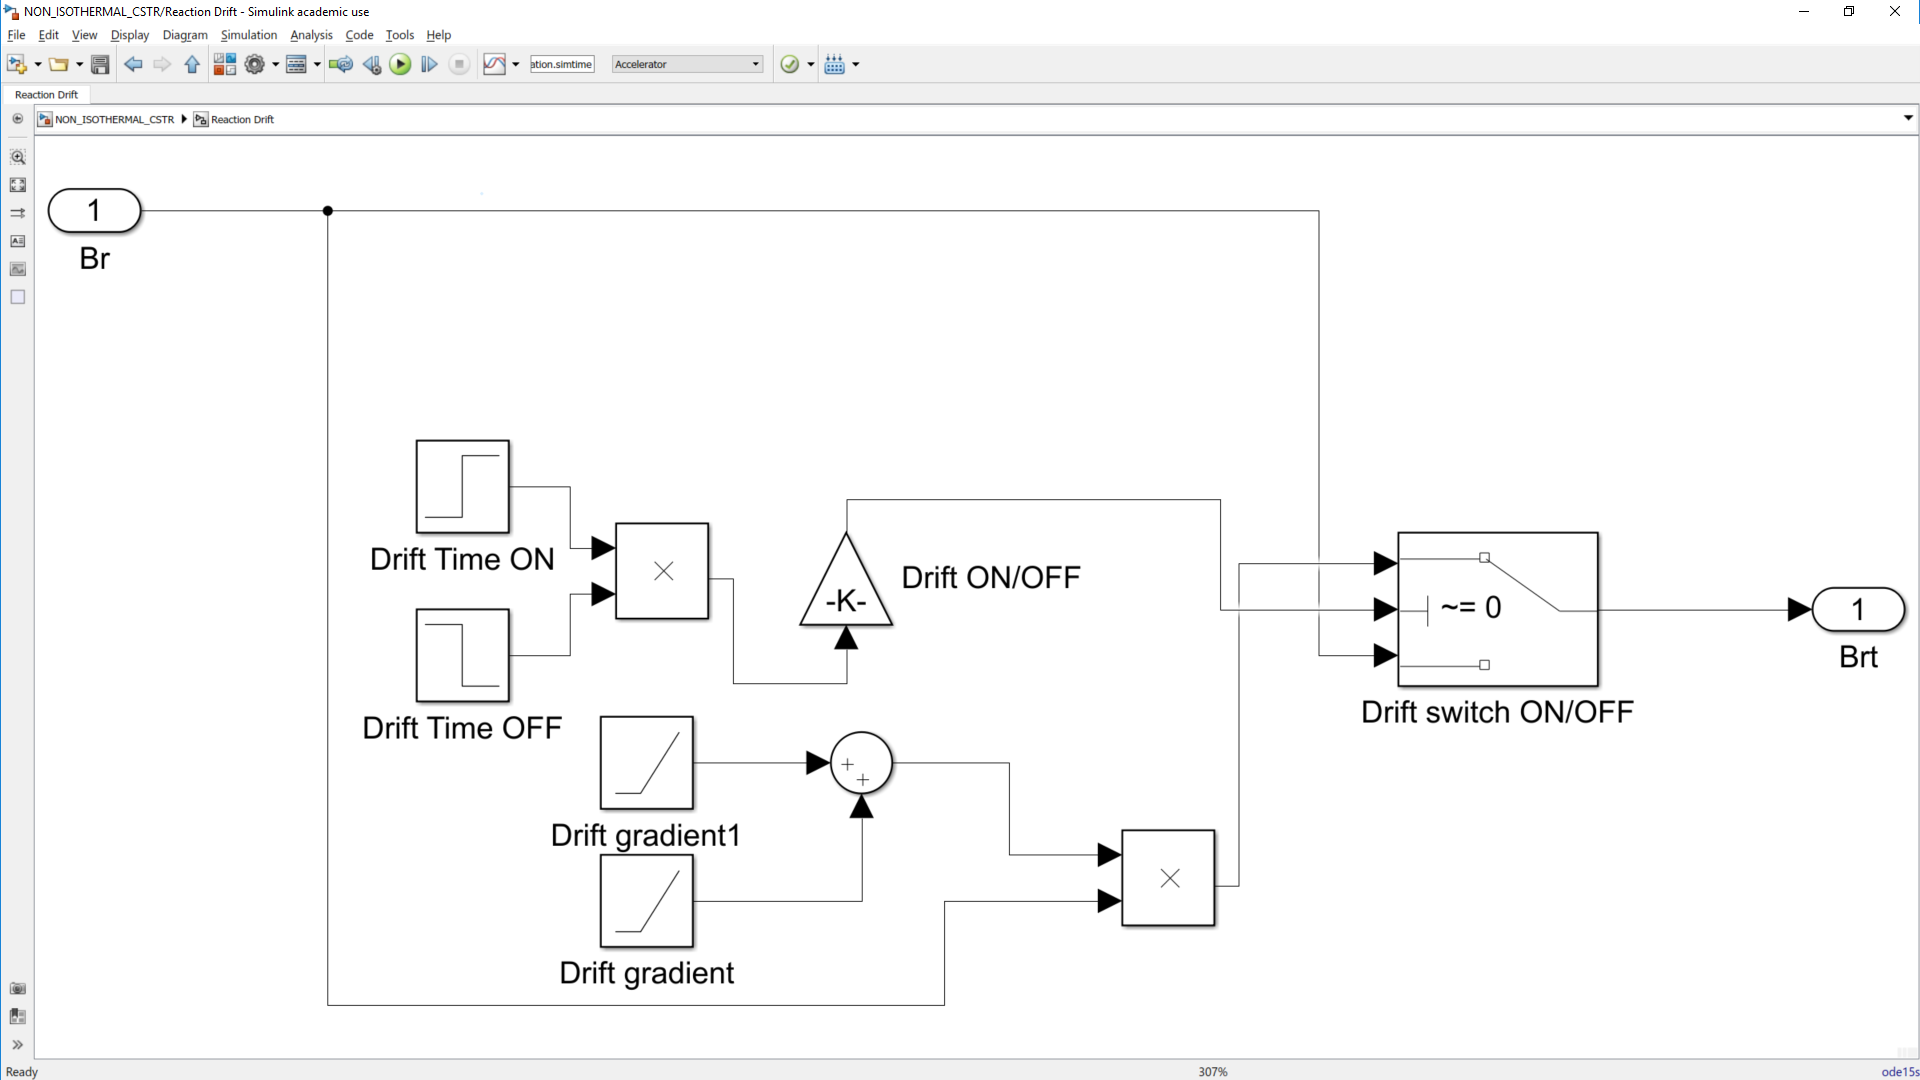 NON_ISOTHERMAL_CSTR/Reaction Drift - Simulink academic use
File Edit View Display Diagram Simulation Analysis Code Tools Help
ation.simtime Accelerator
Reaction Drift
NON_ISOTHERMAL_CSTR Reaction Drift
1
Br
Drift Time ON
Drift Time OFF
-K-
Drift ON/OFF
~= 0
Drift switch ON/OFF
1
Brt
Drift gradient1
Drift gradient
Ready 307% ode15s